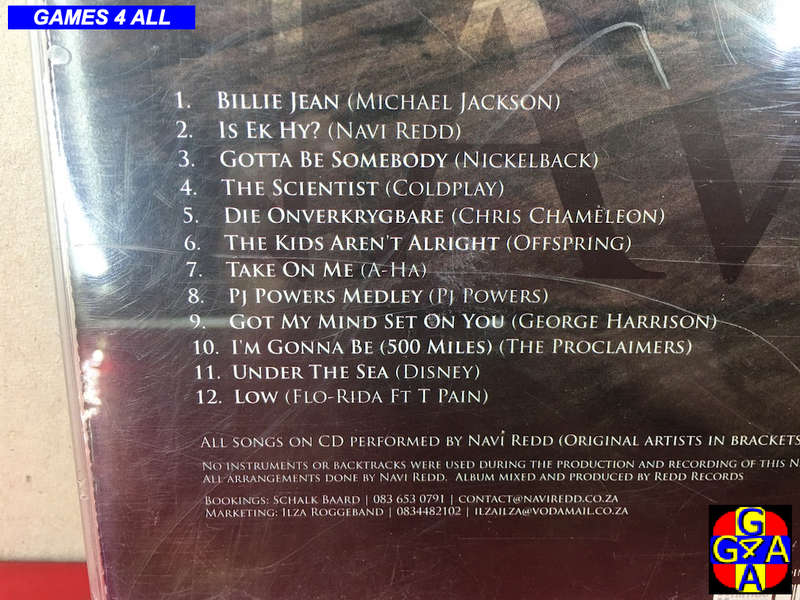 GAMES 4 ALL
1. BILLIE JEAN (MICHAEL JACKSON)
2. IS EK HY? (NAVI REDD)
3. GOTTA BE SOMEBODY (NICKELBACK)
4. THE SCIENTIST (COLDPLAY)
5. DIE ONVERKRYGBARE (CHRIS CHAMELEON)
6. THE KIDS AREN'T ALRIGHT (OFFSPRING)
7. TAKE ON ME (A-HA)
8. PJ POWERS MEDLEY (PJ POWERS)
9. GOT MY MIND SET ON YOU (GEORGE HARRISON)
10. I'M GONNA BE (500 MILES) (THE PROCLAIMERS)
11. UNDER THE SEA (DISNEY)
12. LOW (FLO-RIDA FT T PAIN)
ALL SONGS ON CD PERFORMED BY NAVI REDD (ORIGINAL ARTISTS IN BRACKETS
NO INSTRUMENTS OR BACKTRACKS WERE USED DURING THE PRODUCTION AND RECORDING OF THIS N
ALL ARRANGEMENTS DONE BY NAVI REDD. ALBUM MIXED AND PRODUCED BY REDD RECORDS
BOOKINGS: SCHALK BAARD | 083 653 0791 | CONTACT@NAVIREDD.CO.ZA
MARKETING: ILZA ROGGEBAND | 0834482102 | ILZAILZA@VODAMAIL.CO.ZA
G
G4A
A